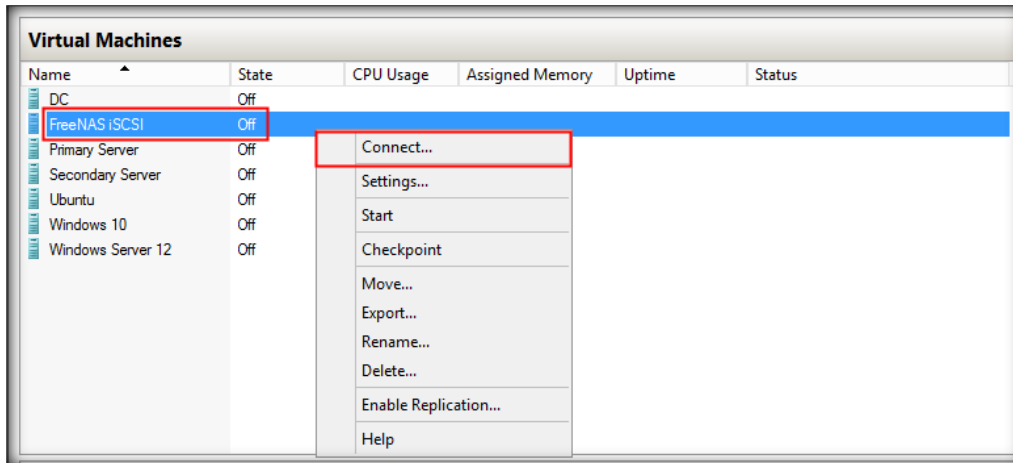 Virtual Machines
Name State CPU Usage Assigned Memory Uptime Status
DC Off
FreeNAS iSCSI Off
Primary Server Off
Secondary Server Off
Ubuntu Off
Windows 10 Off
Windows Server 12 Off
Connect...
Settings...
Start
Checkpoint
Move...
Export...
Rename...
Delete...
Enable Replication...
Help